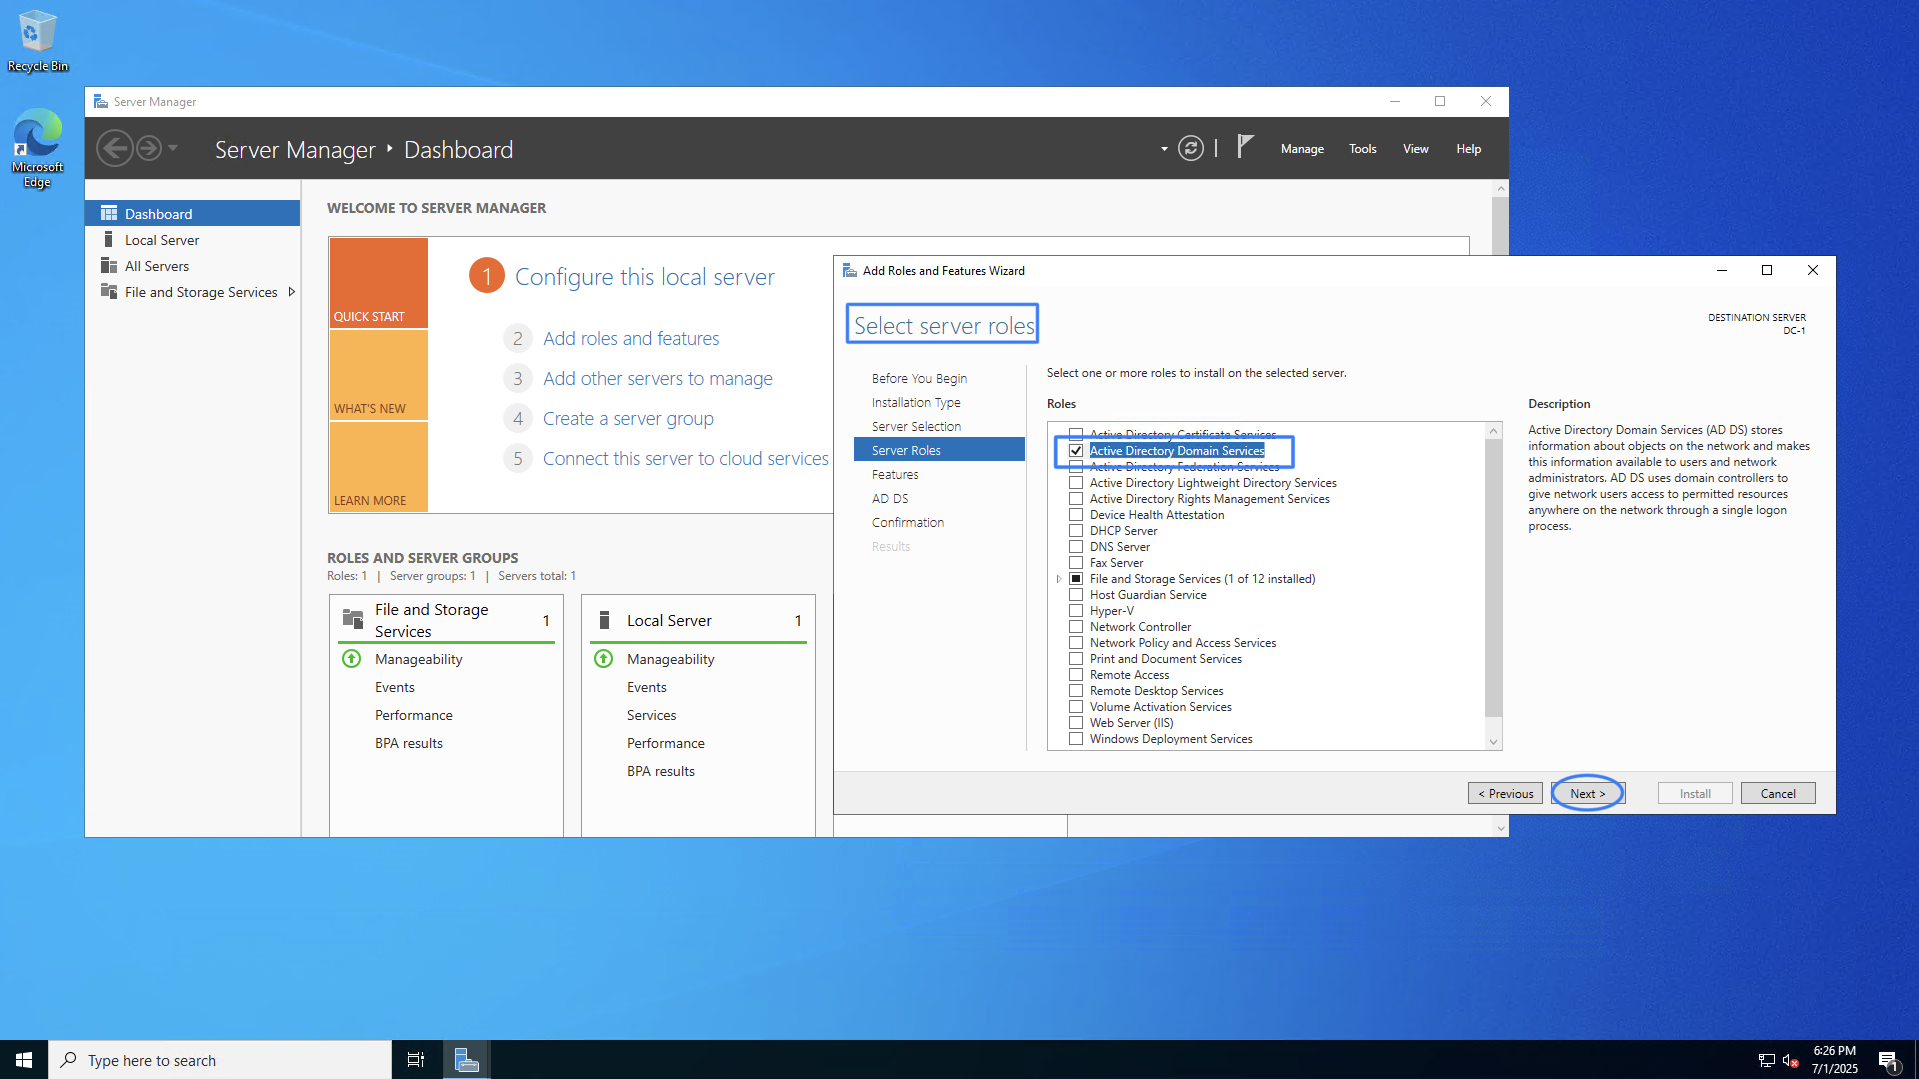 Recycle Bin
Microsoft
Edge
Server Manager
Server Manager • Dashboard
Manage
Tools
View
Help
Dashboard
Local Server
All Servers
File and Storage Services
WELCOME TO SERVER MANAGER
QUICK START
WHAT'S NEW
LEARN MORE
1 Configure this local server
2 Add roles and features
3 Add other servers to manage
4 Create a server group
5 Connect this server to cloud services
ROLES AND SERVER GROUPS
Roles: 1 | Server groups: 1 | Servers total: 1
File and Storage
Services
1
Manageability
Events
Performance
BPA results
Local Server
1
Manageability
Events
Services
Performance
BPA results
Add Roles and Features Wizard
Select server roles
DESTINATION SERVER
DC-1
Before You Begin
Installation Type
Server Selection
Server Roles
Features
AD DS
Confirmation
Results
Select one or more roles to install on the selected server.
Roles
Active Directory Certificate Services
Active Directory Domain Services
Active Directory Federation Services
Active Directory Lightweight Directory Services
Active Directory Rights Management Services
Device Health Attestation
DHCP Server
DNS Server
Fax Server
File and Storage Services (1 of 12 installed)
Host Guardian Service
Hyper-V
Network Controller
Network Policy and Access Services
Print and Document Services
Remote Access
Remote Desktop Services
Volume Activation Services
Web Server (IIS)
Windows Deployment Services
Description
Active Directory Domain Services (AD DS) stores
information about objects on the network and makes
this information available to users and network
administrators. AD DS uses domain controllers to
give network users access to permitted resources
anywhere on the network through a single logon
process.
< Previous
Next >
Install
Cancel
Type here to search
6:26 PM
7/1/2025
1